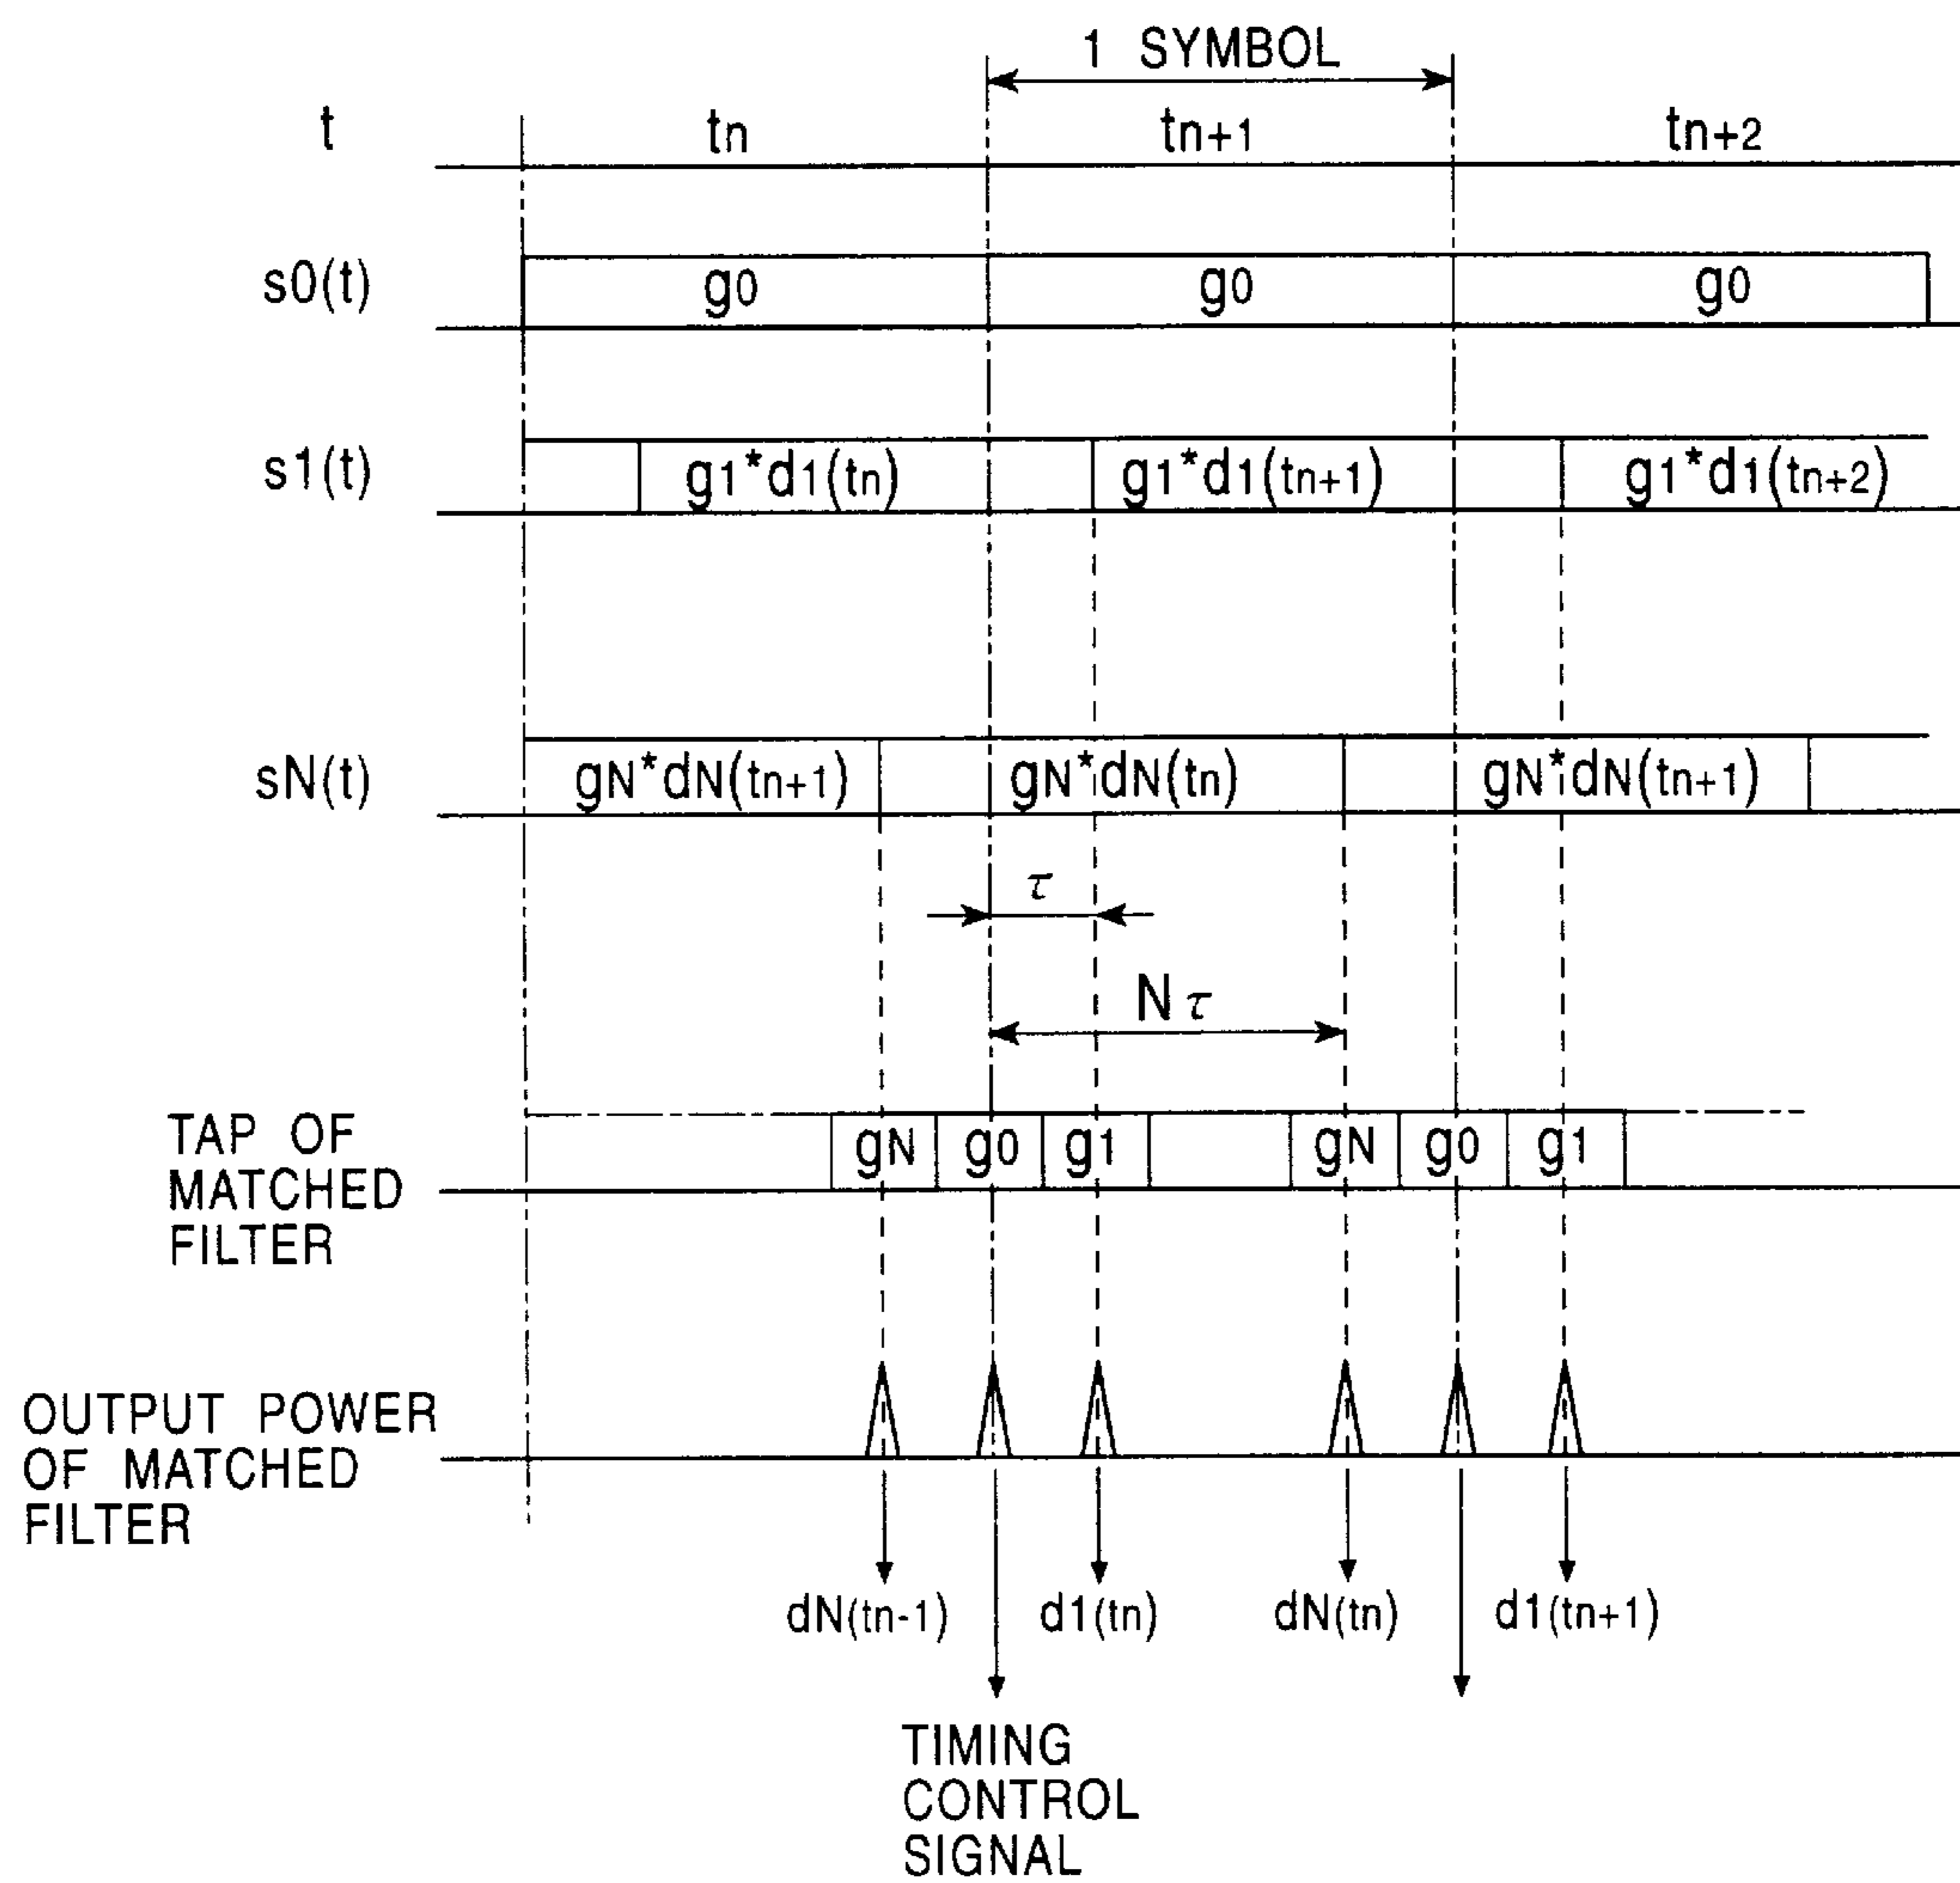 1 SYMBOL
t tn tn+1 tn+2
s0(t) g0 g0 g0
s1(t) g1*d1(tn) g1*d1(tn+1) g1*d1(tn+2)
sN(t) gN*dN(tn+1) gN*dN(tn) gN*dN(tn+1)
τ
Nτ
TAP OF
MATCHED
FILTER
gN g0 g1 gN g0 g1
OUTPUT POWER
OF MATCHED
FILTER
dN(tn-1) d1(tn) dN(tn) d1(tn+1)
TIMING
CONTROL
SIGNAL